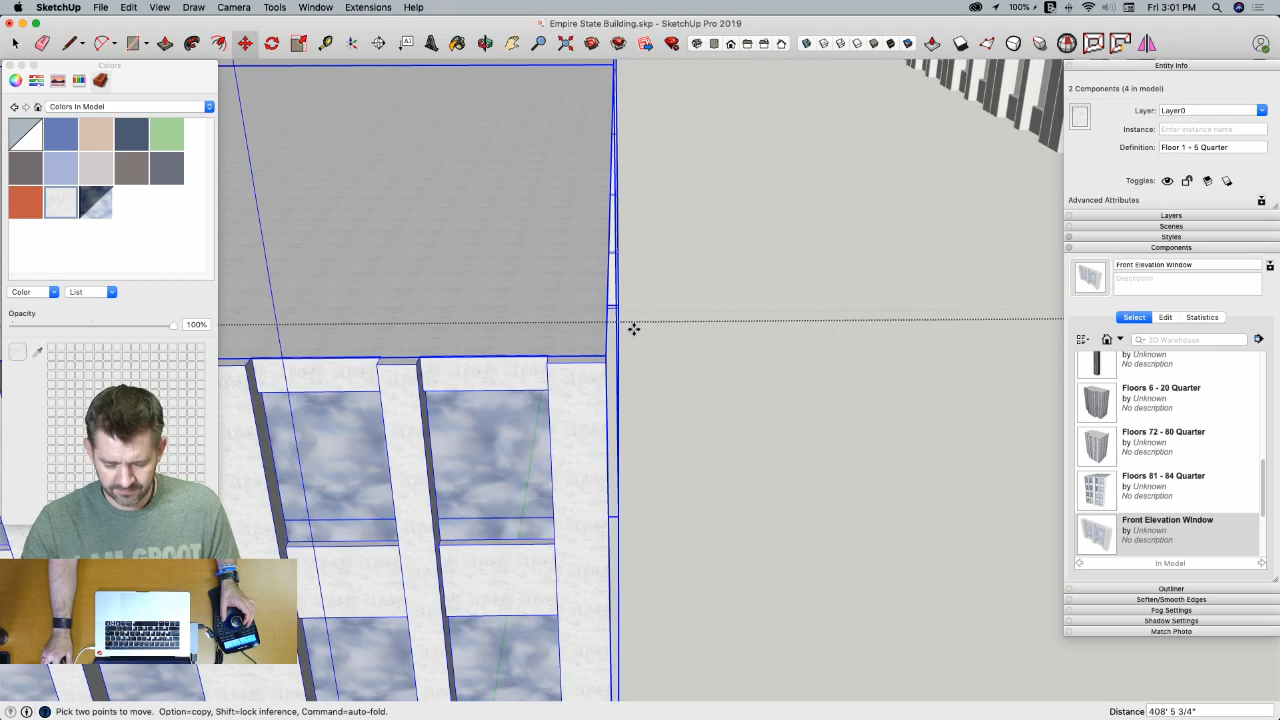 SketchUp File Edit View Draw Camera Tools Window Extensions Help
100% Fri 3:01 PM
Empire State Building.skp - SketchUp Pro 2019
Colors
Colors In Model
Color
List
Opacity
100%
Entity Info
2 Components (4 in model)
Layer: Layer0
Instance: Enter instance name
Definition: Floor 1 - 5 Quarter
Toggles:
Advanced Attributes
Layers
Scenes
Styles
Components
Front Elevation Window
Description
Select Edit Statistics
3D Warehouse
by Unknown
No description
Floors 6 - 20 Quarter
by Unknown
No description
Floors 72 - 80 Quarter
by Unknown
No description
Floors 81 - 84 Quarter
by Unknown
No description
Front Elevation Window
by Unknown
No description
In Model
Outliner
Soften/Smooth Edges
Fog Settings
Shadow Settings
Match Photo
Pick two points to move. Option=copy, Shift=lock inference, Command=auto-fold.
Distance 408' 5 3/4"